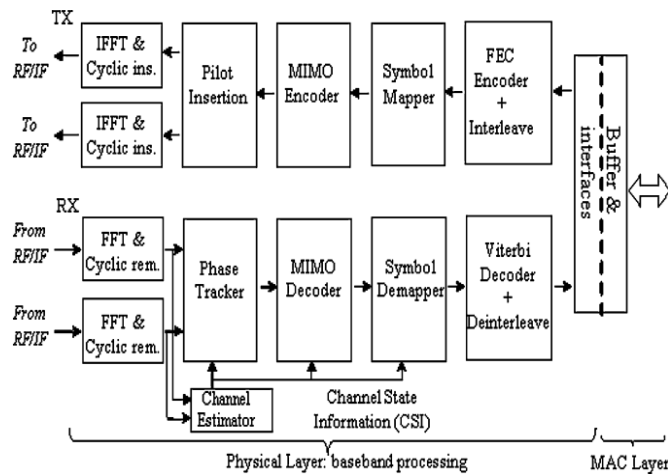 TX
To
RF/IF
IFFT &
Cyclic ins.
Pilot
Insertion
MIMO
Encoder
Symbol
Mapper
FEC
Encoder
+
Interleave
To
RF/IF
IFFT &
Cyclic ins.
Buffer &
interfaces
RX
From
RF/IF
FFT &
Cyclic rem.
Phase
Tracker
MIMO
Decoder
Symbol
Demapper
Viterbi
Decoder
+
Deinterleave
From
RF/IF
FFT &
Cyclic rem.
Channel
Estimator
Channel State
Information (CSI)
Physical Layer: baseband processing
MAC Layer